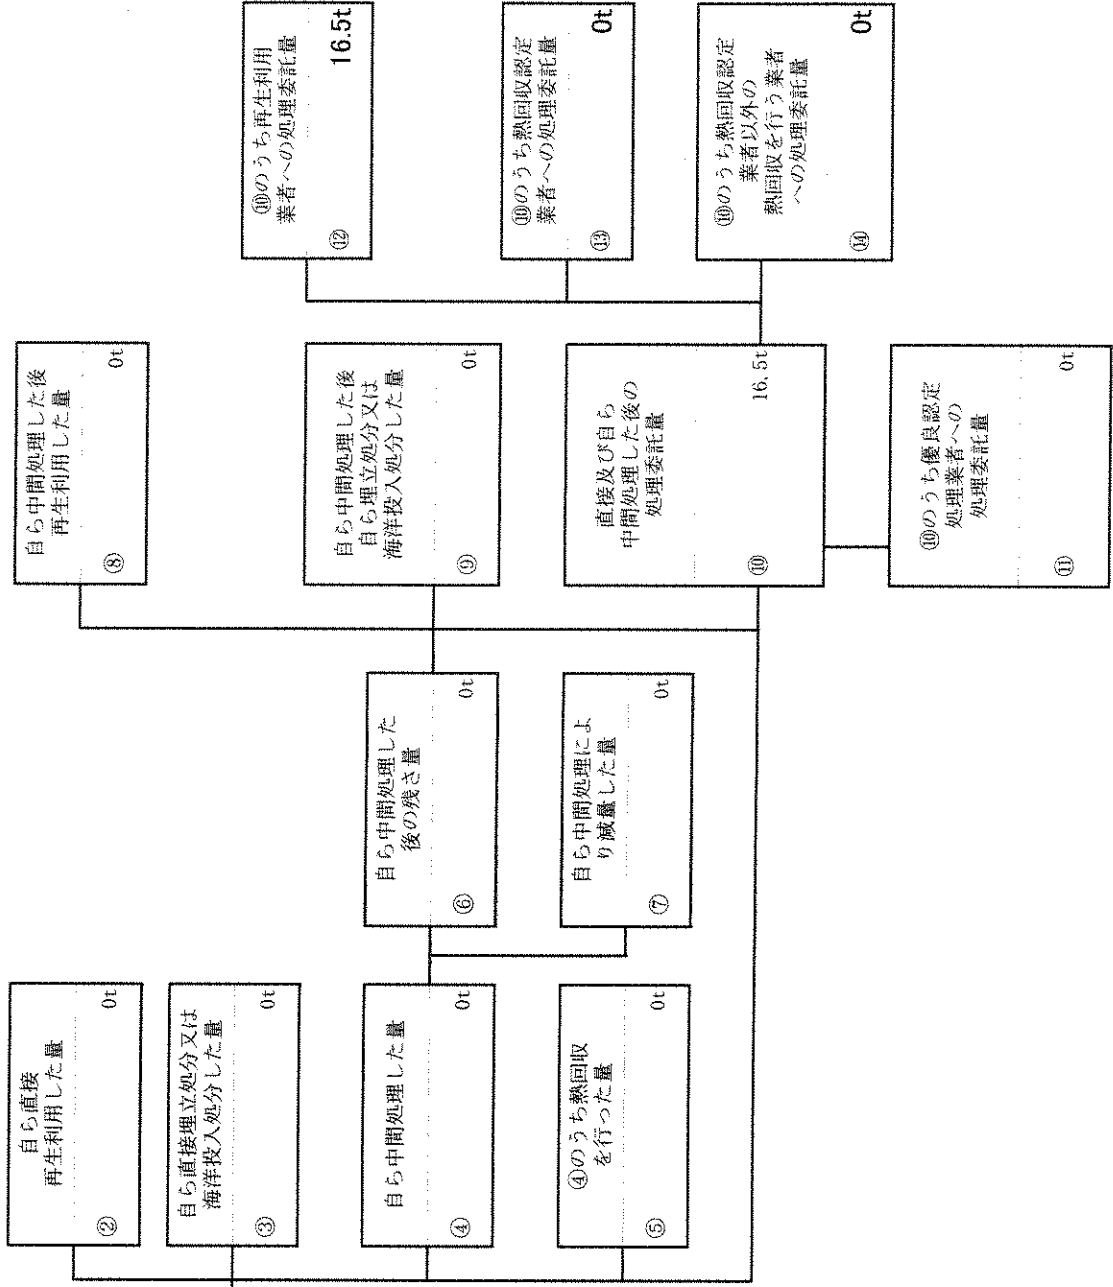 自ら直接
再生利用した量
② 0t
自ら直接埋立処分又は
海洋投入処分した量
③ 0t
自ら中間処理した量
④ 0t
④のうち熱回収
を行った量
⑤ 0t
自ら中間処理した
後の残さ量
⑥ 0t
自ら中間処理によ
り減量した量
⑦ 0t
自ら中間処理した後
再生利用した量
⑧ 0t
自ら中間処理した後
自ら埋立処分又は
海洋投入処分した量
⑨ 0t
直接及び自ら
中間処理した後の
処理委託量
⑩ 16.5t
⑩のうち優良認定
処理業者への
処理委託量
⑪ 0t
⑩のうち再生利用
業者への処理委託量
⑫ 16.5t
⑩のうち熱回収認定
業者への処理委託量
⑬ 0t
⑩のうち熱回収認定
業者以外の
熱回収を行う業者
への処理委託量
⑭ 0t